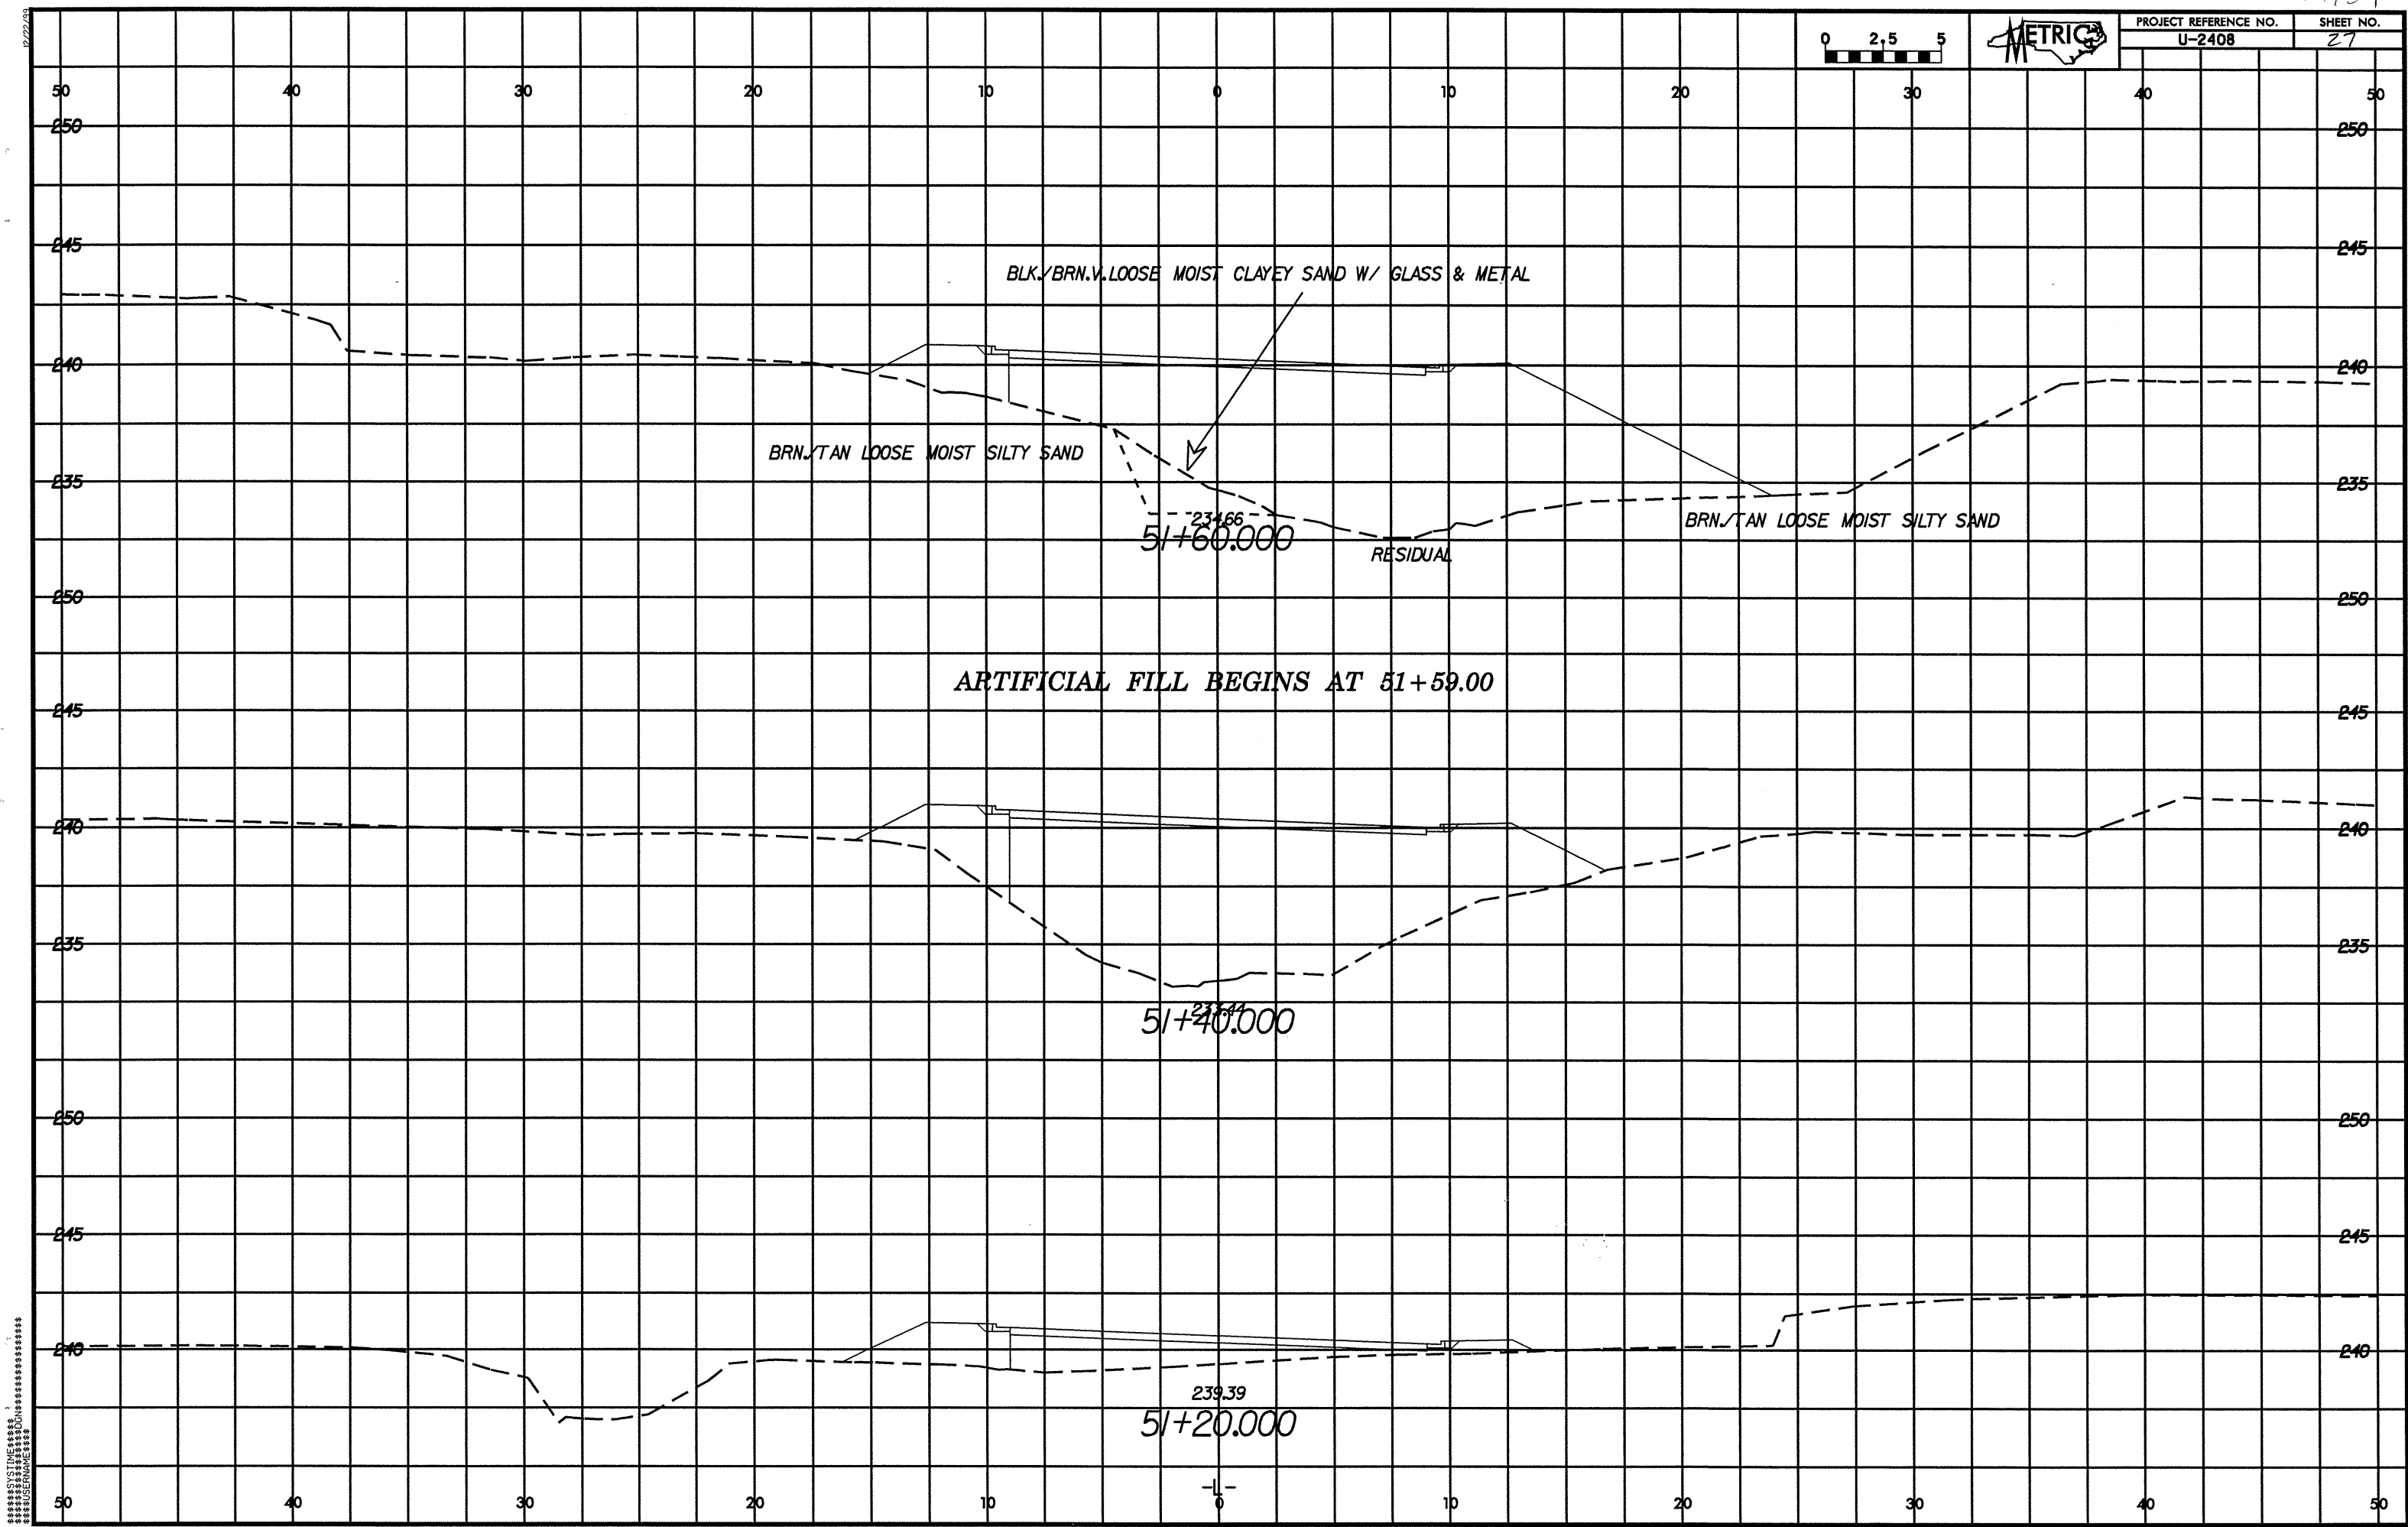 12/22/99
0 2.5 5
METRIC
PROJECT REFERENCE NO. SHEET NO.
U-2408 27
50 40 30 20 10 0 10 20 30 40 50
250 250
245 245
BLK./BRN.V.LOOSE MOIST CLAYEY SAND W/ GLASS & METAL
240 240
BRN./TAN LOOSE MOIST SILTY SAND
235 235
234.66
BRN./TAN LOOSE MOIST SILTY SAND
51+60.000
RESIDUAL
250 250
ARTIFICIAL FILL BEGINS AT 51+59.00
245 245
240 240
235 235
233.44
51+40.000
250 250
245 245
240 240
239.39
51+20.000
-L-
50 40 30 20 10 0 10 20 30 40 50